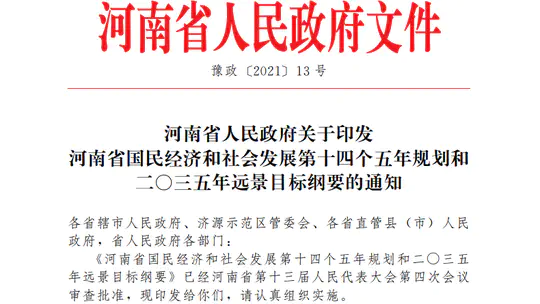 河南省人民政府文件
豫政〔2021〕13号
河南省人民政府关于印发
河南省国民经济和社会发展第十四个五年规划和
二〇三五年远景目标纲要的通知
各省辖市人民政府、济源示范区管委会、各省直管县（市）人民
政府，省人民政府各部门：
《河南省国民经济和社会发展第十四个五年规划和二〇三五
年远景目标纲要》已经河南省第十三届人民代表大会第四次会议
审查批准，现印发给你们，请认真组织实施。